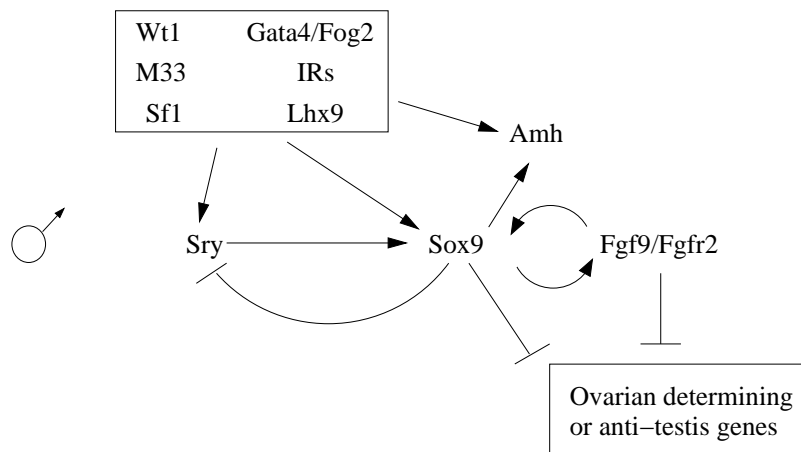 Wt1 Gata4/Fog2
M33 IRs
Sf1 Lhx9
Amh
Sry Sox9 Fgf9/Fgfr2
Ovarian determining
or anti−testis genes